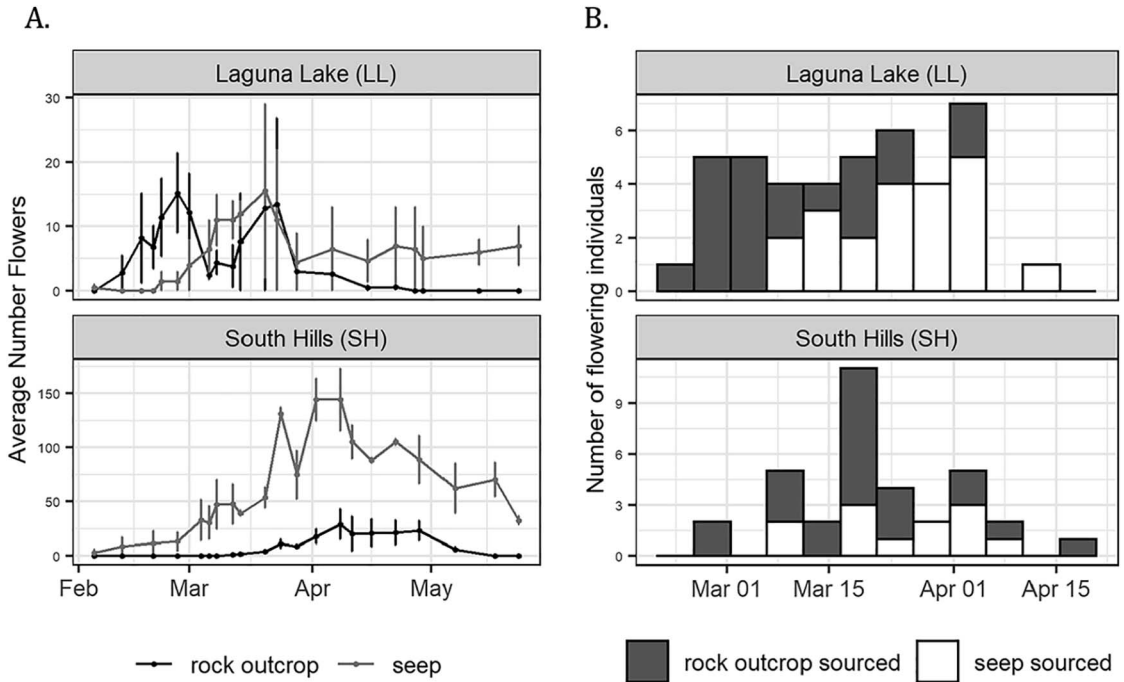 A.
Laguna Lake (LL)
30
20
10
0
South Hills (SH)
150
100
50
0
Feb Mar Apr May
Average Number Flowers
rock outcrop seep
B.
Laguna Lake (LL)
6
4
2
0
South Hills (SH)
9
6
3
0
Mar 01 Mar 15 Apr 01 Apr 15
Number of flowering individuals
rock outcrop sourced seep sourced